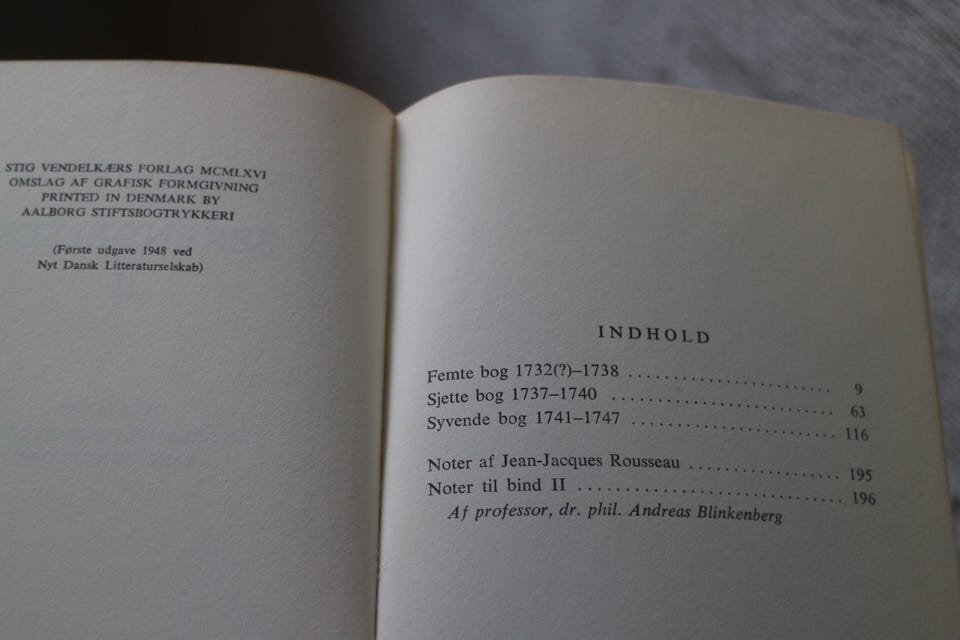 STIG VENDELKÆRS FORLAG MCMLXVI
OMSLAG AF GRAFISK FORMGIVNING
PRINTED IN DENMARK BY
AALBORG STIFTSBOGTRYKKERI
(Første udgave 1948 ved
Nyt Dansk Litteraturselskab)
INDHOLD
Femte bog 1732(?)–1738 .................... 9
Sjette bog 1737–1740 ...................... 63
Syvende bog 1741–1747 .................... 116
Noter af Jean-Jacques Rousseau ............... 195
Noter til bind II ........................... 196
Af professor, dr. phil. Andreas Blinkenberg